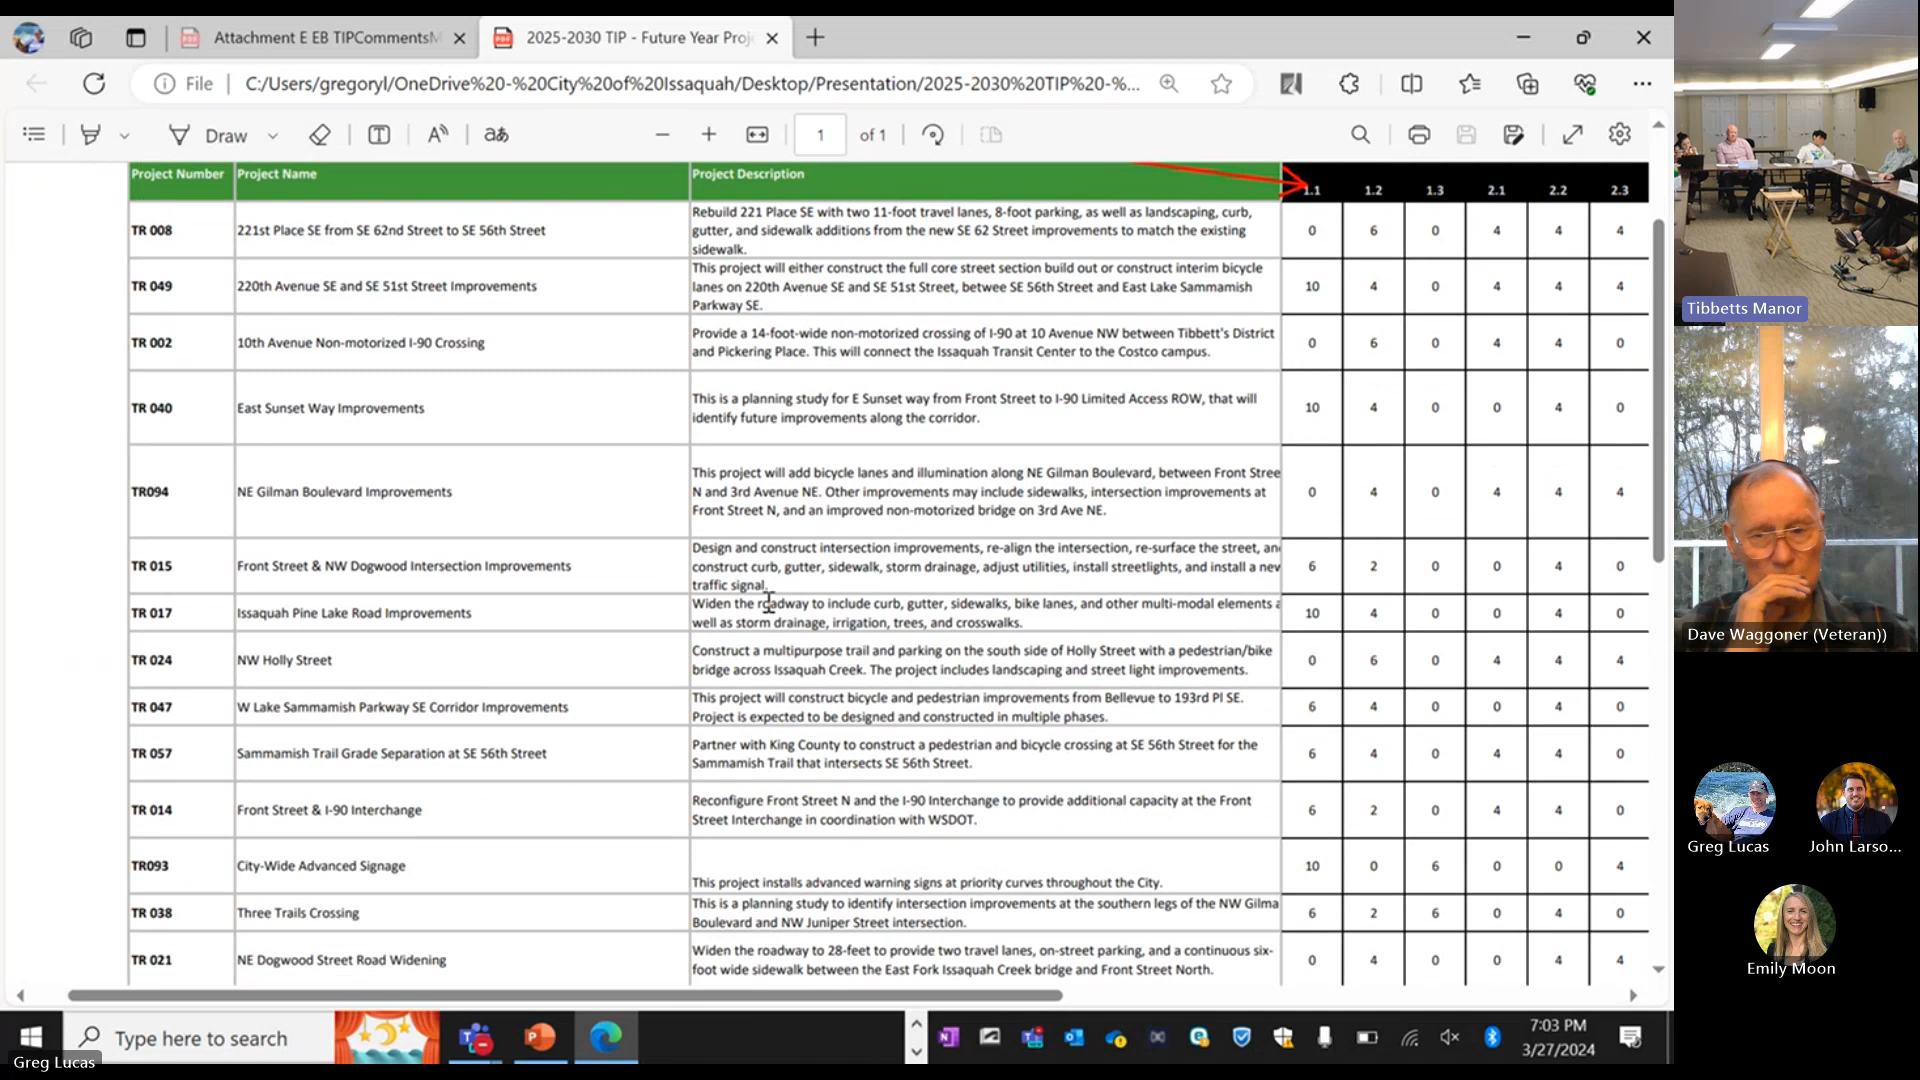 Attachment E EB TIPCommentsM
2025-2030 TIP - Future Year Proj
File
C:/Users/gregoryl/OneDrive%20-%20City%20of%20Issaquah/Desktop/Presentation/2025-2030%20TIP%20-%...
Draw
1 of 1
Project Number Project Name Project Description 1.1 1.2 1.3 2.1 2.2 2.3
TR 008 221st Place SE from SE 62nd Street to SE 56th Street
Rebuild 221 Place SE with two 11-foot travel lanes, 8-foot parking, as well as landscaping, curb,
gutter, and sidewalk additions from the new SE 62 Street improvements to match the existing
sidewalk.
0 6 0 4 4 4
TR 049 220th Avenue SE and SE 51st Street Improvements
This project will either construct the full core street section build out or construct interim bicycle
lanes on 220th Avenue SE and SE 51st Street, betwee SE 56th Street and East Lake Sammamish
Parkway SE.
10 4 0 4 4 4
TR 002 10th Avenue Non-motorized I-90 Crossing
Provide a 14-foot-wide non-motorized crossing of I-90 at 10 Avenue NW between Tibbett's District
and Pickering Place. This will connect the Issaquah Transit Center to the Costco campus.
0 6 0 4 4 0
TR 040 East Sunset Way Improvements
This is a planning study for E Sunset way from Front Street to I-90 Limited Access ROW, that will
identify future improvements along the corridor.
10 4 0 0 4 0
TR094 NE Gilman Boulevard Improvements
This project will add bicycle lanes and illumination along NE Gilman Boulevard, between Front Stree
N and 3rd Avenue NE. Other improvements may include sidewalks, intersection improvements at
Front Street N, and an improved non-motorized bridge on 3rd Ave NE.
0 4 0 4 4 4
TR 015 Front Street & NW Dogwood Intersection Improvements
Design and construct intersection improvements, re-align the intersection, re-surface the street, an
construct curb, gutter, sidewalk, storm drainage, adjust utilities, install streetlights, and install a new
traffic signal.
6 2 0 0 4 0
TR 017 Issaquah Pine Lake Road Improvements
Widen the roadway to include curb, gutter, sidewalks, bike lanes, and other multi-modal elements a
well as storm drainage, irrigation, trees, and crosswalks.
10 4 0 0 4 0
TR 024 NW Holly Street
Construct a multipurpose trail and parking on the south side of Holly Street with a pedestrian/bike
bridge across Issaquah Creek. The project includes landscaping and street light improvements.
0 6 0 4 4 4
TR 047 W Lake Sammamish Parkway SE Corridor Improvements
This project will construct bicycle and pedestrian improvements from Bellevue to 193rd Pl SE.
Project is expected to be designed and constructed in multiple phases.
6 4 0 0 4 0
TR 057 Sammamish Trail Grade Separation at SE 56th Street
Partner with King County to construct a pedestrian and bicycle crossing at SE 56th Street for the
Sammamish Trail that intersects SE 56th Street.
6 4 0 4 4 0
TR 014 Front Street & I-90 Interchange
Reconfigure Front Street N and the I-90 Interchange to provide additional capacity at the Front
Street Interchange in coordination with WSDOT.
6 2 0 4 4 0
TR093 City-Wide Advanced Signage
This project installs advanced warning signs at priority curves throughout the City.
10 0 6 0 0 4
TR 038 Three Trails Crossing
This is a planning study to identify intersection improvements at the southern legs of the NW Gilma
Boulevard and NW Juniper Street intersection.
6 2 6 0 4 0
TR 021 NE Dogwood Street Road Widening
Widen the roadway to 28-feet to provide two travel lanes, on-street parking, and a continuous six-
foot wide sidewalk between the East Fork Issaquah Creek bridge and Front Street North.
0 4 0 0 4 4
Type here to search
7:03 PM
3/27/2024
Greg Lucas
Tibbetts Manor
Dave Waggoner (Veteran))
Greg Lucas
John Larso...
Emily Moon